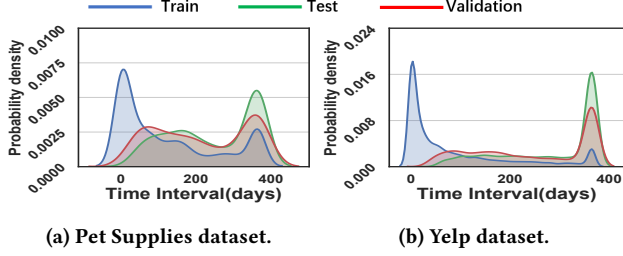 Train Test Validation
Probability density
0.0100
0.0075
0.0050
0.0025
0.0000
0 200 400
Time Interval(days)
(a) Pet Supplies dataset.
Probability density
0.024
0.016
0.008
0.000
0 200 400
Time Interval(days)
(b) Yelp dataset.